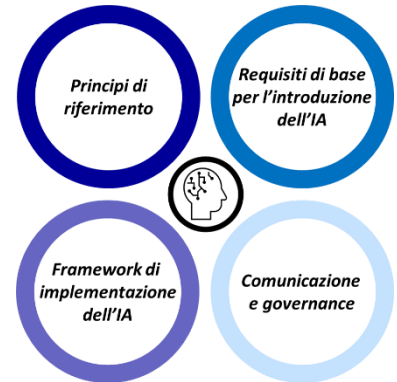 Principi di
riferimento
Requisiti di base
per l'introduzione
dell'IA
Framework di
implementazione
dell'IA
Comunicazione
e governance